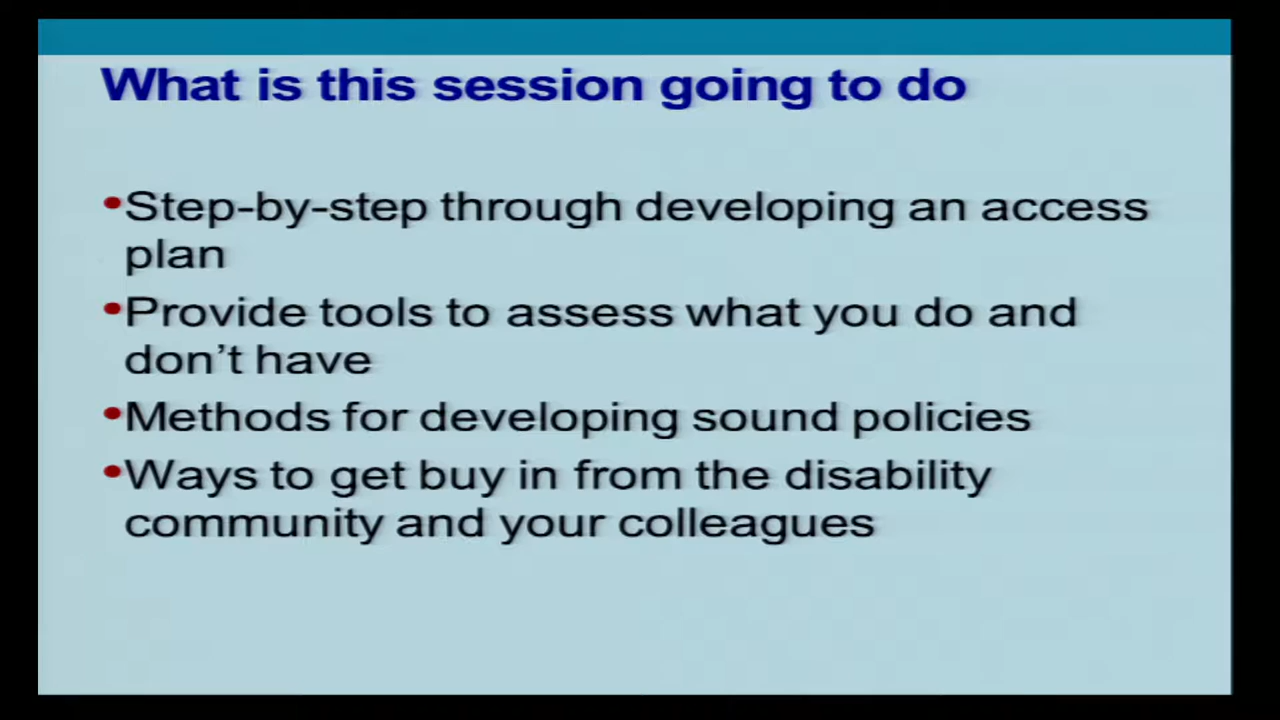 What is this session going to do
•Step-by-step through developing an access
plan
•Provide tools to assess what you do and
don’t have
•Methods for developing sound policies
•Ways to get buy in from the disability
community and your colleagues